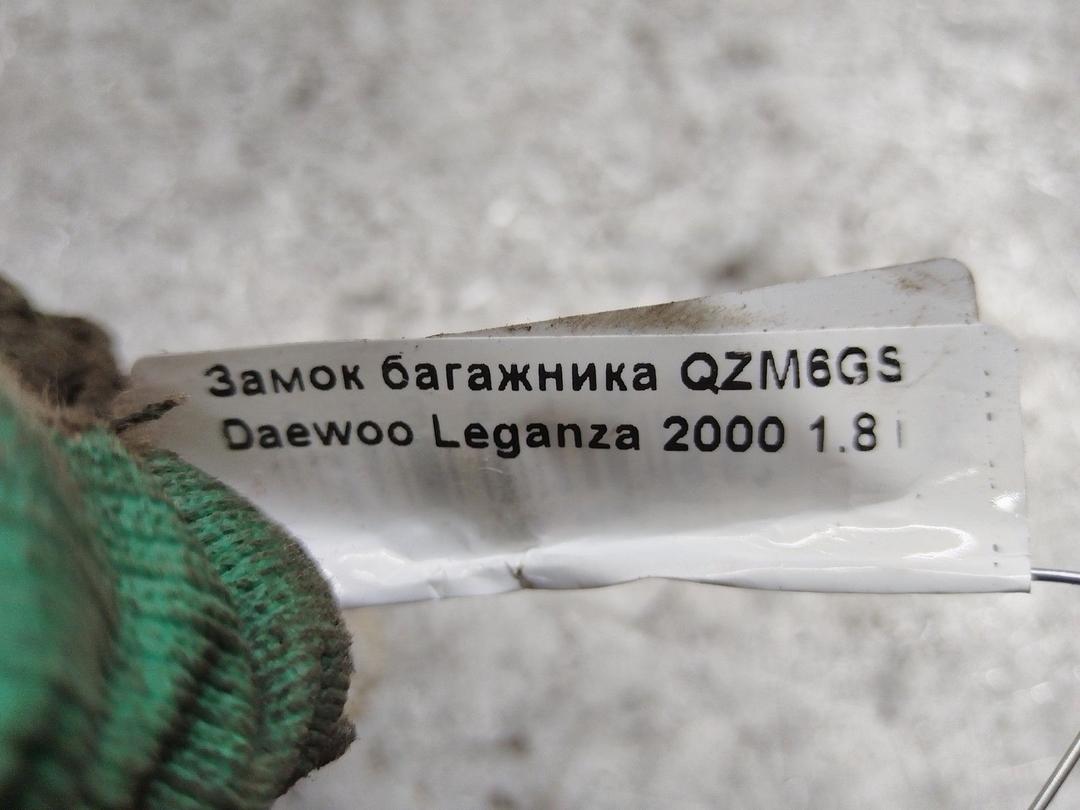 Замок багажника QZM6GS
Daewoo Leganza 2000 1.8 i